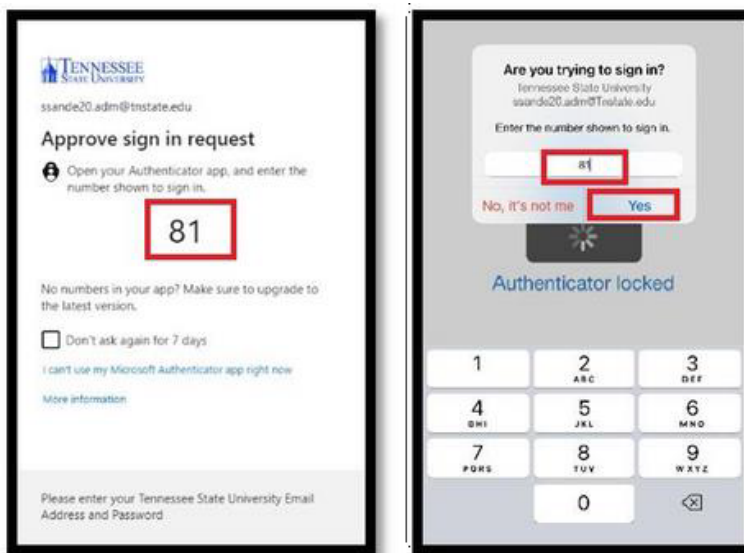 TENNESSEE
STATE UNIVERSITY
ssande20.adm@tnstate.edu
Approve sign in request
Open your Authenticator app, and enter the
number shown to sign in.
81
No numbers in your app? Make sure to upgrade to
the latest version.
Don't ask again for 7 days
I can't use my Microsoft Authenticator app right now
More information
Please enter your Tennessee State University Email
Address and Password
Are you trying to sign in?
Tennessee State University
ssande20.adm@Tnstate.edu
Enter the number shown to sign in.
81
No, it's not me
Yes
Authenticator locked
1
2
ABC
3
DEF
4
GHI
5
JKL
6
MNO
7
PQRS
8
TUV
9
WXYZ
0